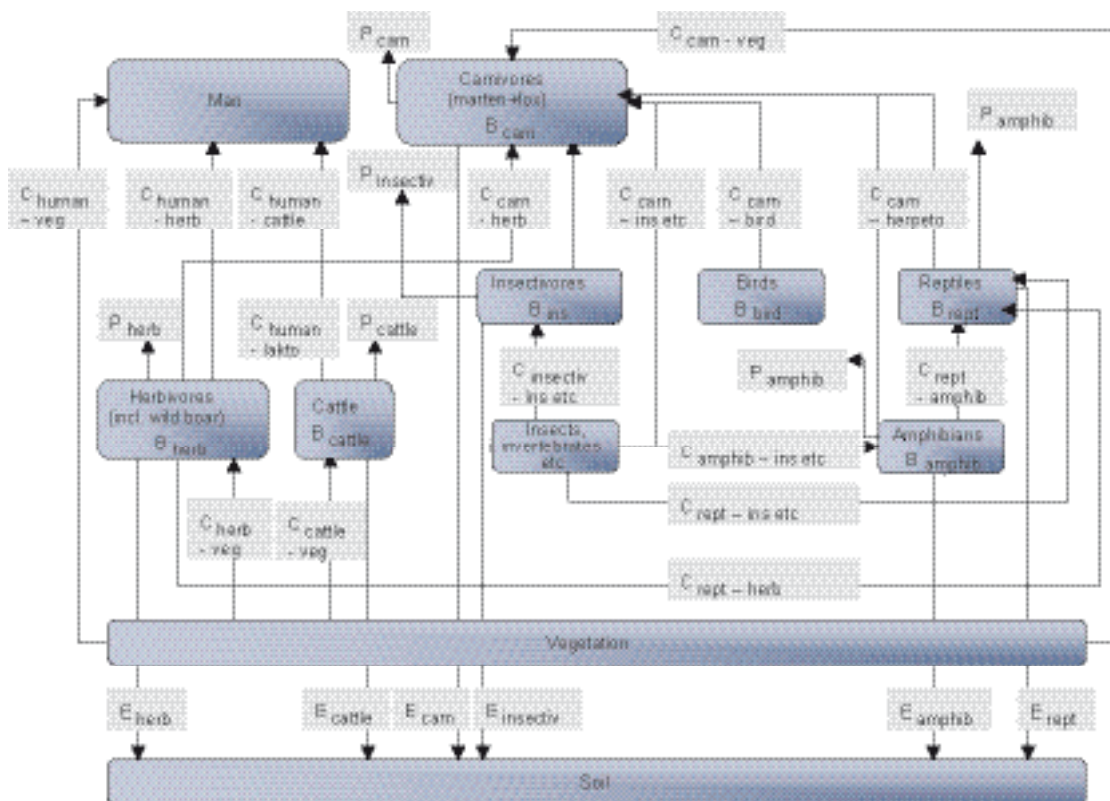 P carn
C carn - veg
Man
Carnivores
(marten→fox)
B carn
P amphib
P insectiv
C human
– veg
C human
- herb
C human
- cattle
C carn
- herb
C carn
– ins etc
C carn
– bird
C carn
– herpeto
Insectivores
B ins
Birds
B bird
Reptiles
B rept
P herb
C human
- lakto
P cattle
C insectiv
- ins etc
P amphib
C rept
- amphib
Herbivores
(incl. wild boar)
B herb
Cattle
B cattle
Insects,
invertebrates
etc
C amphib – ins etc
Amphibians
B amphib
C rept – ins etc
C herb
- veg
C cattle
- veg
C rept – herb
Vegetation
E herb
E cattle
E carn
E insectiv
E amphib
E rept
Soil